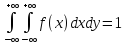 ∫_{-∞}^{+∞} ∫_{-∞}^{+∞} f(x)dxdy=1